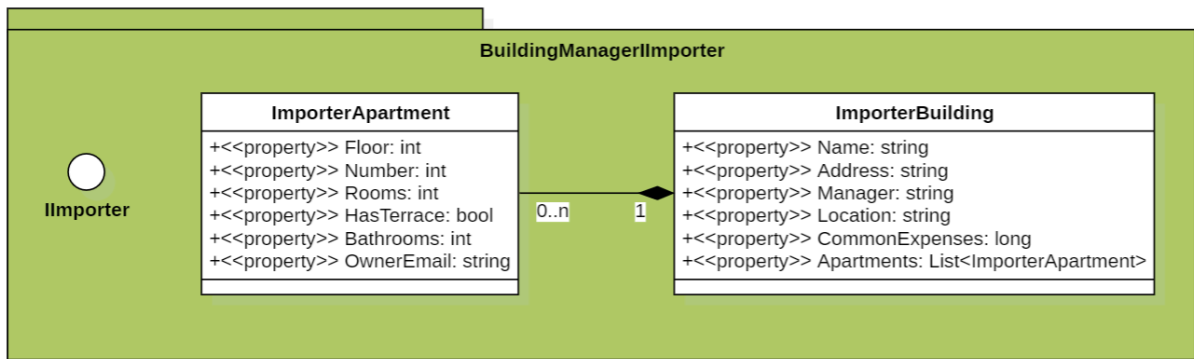 BuildingManagerIImporter
IImporter
ImporterApartment
+<<property>> Floor: int
+<<property>> Number: int
+<<property>> Rooms: int
+<<property>> HasTerrace: bool
+<<property>> Bathrooms: int
+<<property>> OwnerEmail: string
0..n
1
ImporterBuilding
+<<property>> Name: string
+<<property>> Address: string
+<<property>> Manager: string
+<<property>> Location: string
+<<property>> CommonExpenses: long
+<<property>> Apartments: List<ImporterApartment>